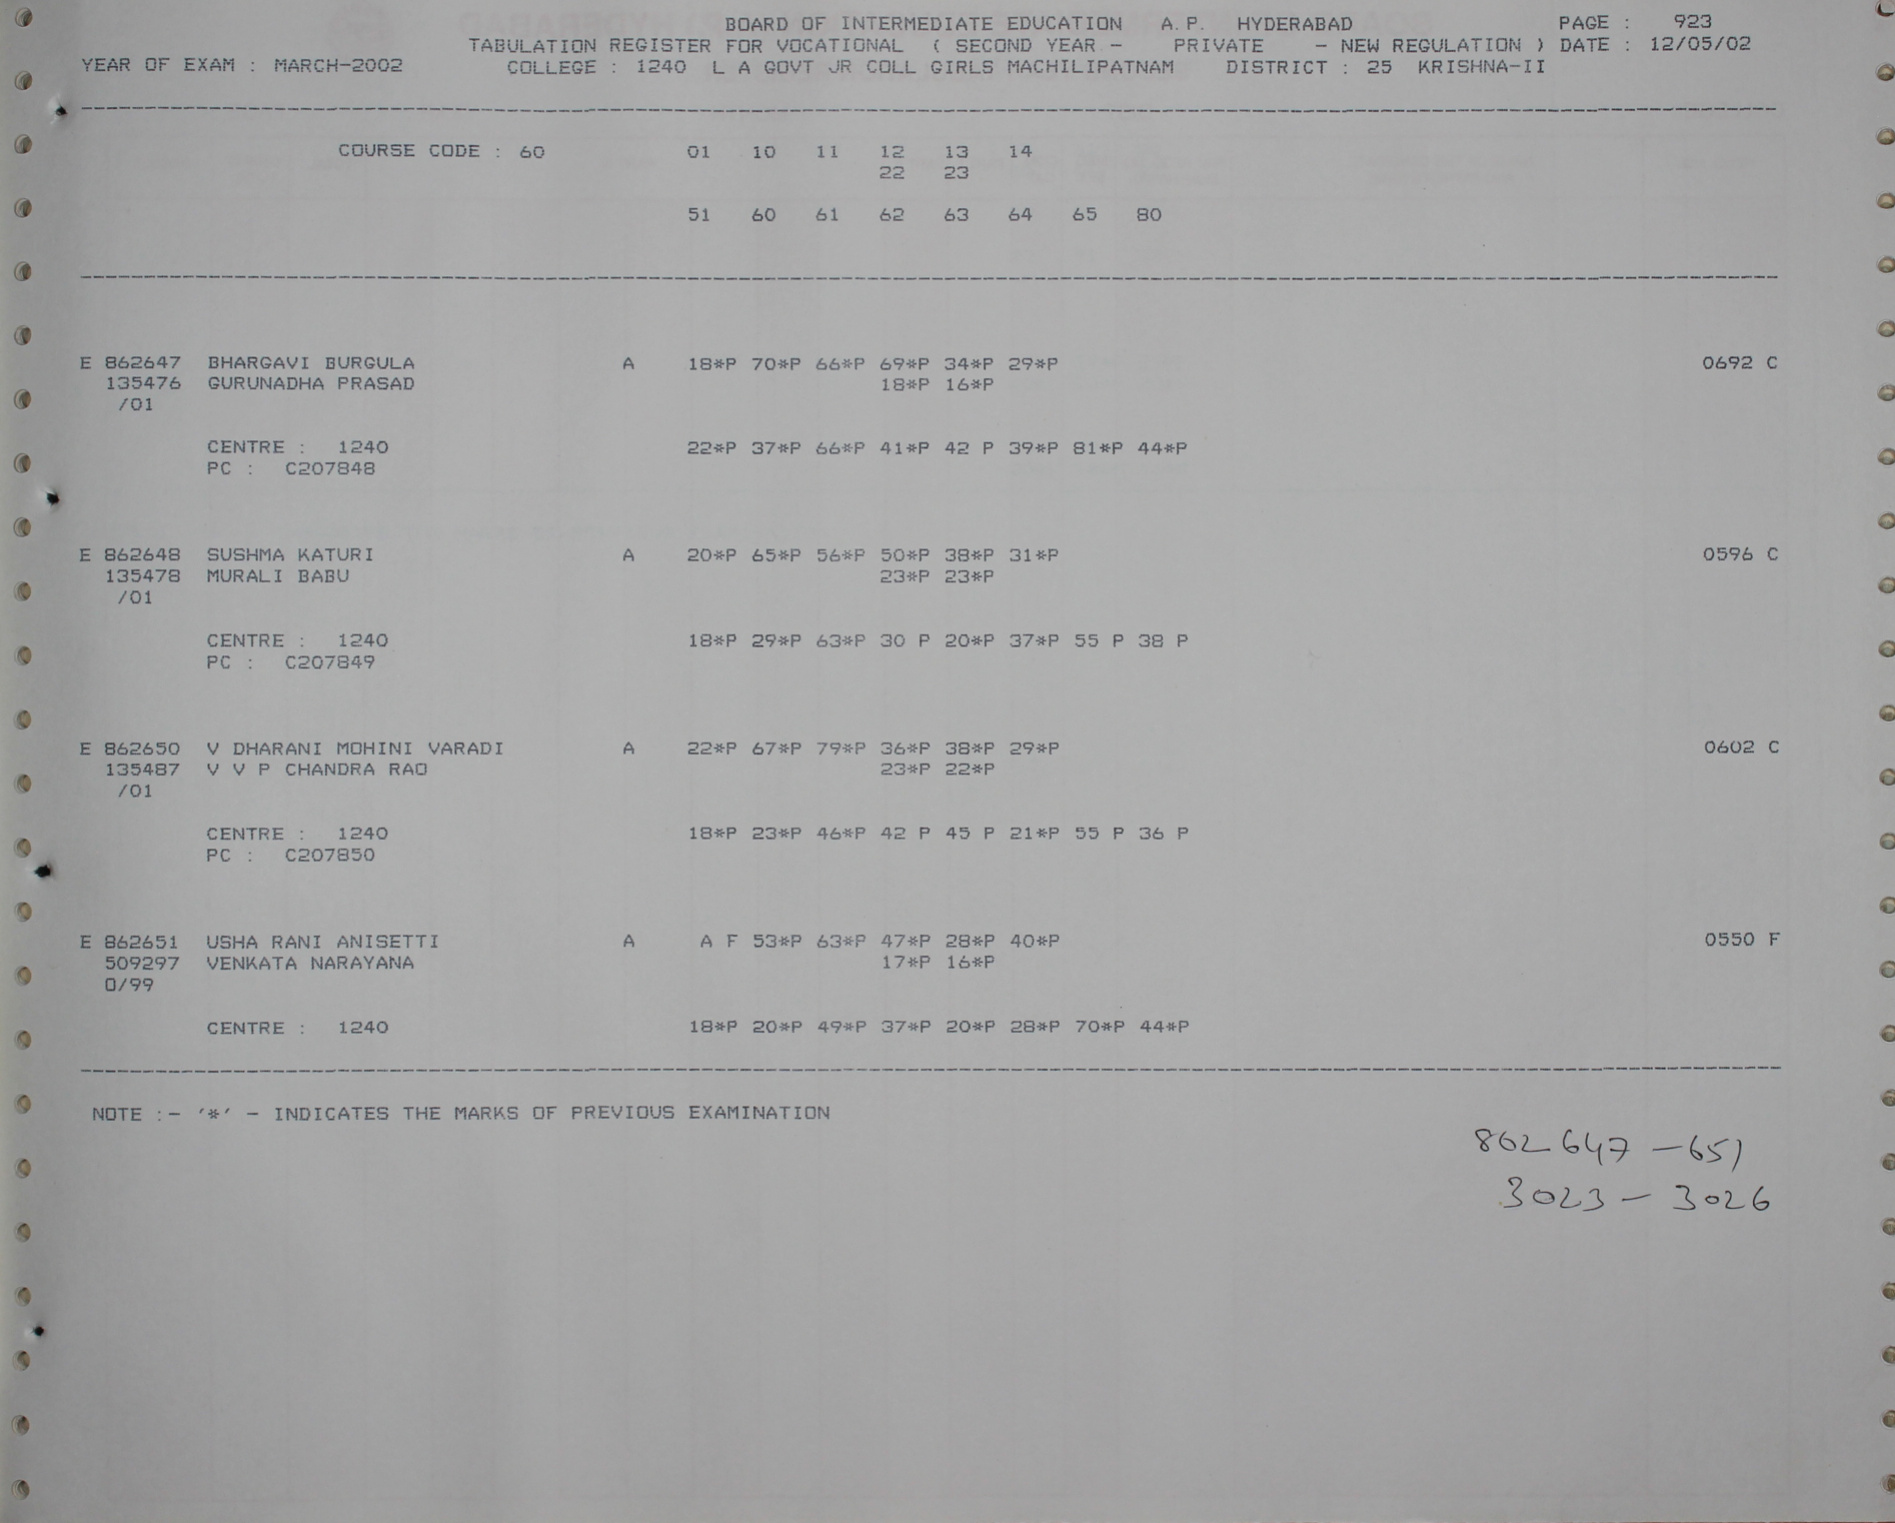 BOARD OF INTERMEDIATE EDUCATION A.P. HYDERABAD PAGE : 923
TABULATION REGISTER FOR VOCATIONAL ( SECOND YEAR - PRIVATE - NEW REGULATION ) DATE : 12/05/02
YEAR OF EXAM : MARCH-2002 COLLEGE : 1240 L A GOVT JR COLL GIRLS MACHILIPATNAM DISTRICT : 25 KRISHNA-II
COURSE CODE : 60 01 10 11 12 13 14
22 23
51 60 61 62 63 64 65 80
E 862647 BHARGAVI BURGULA A 18*P 70*P 66*P 69*P 34*P 29*P 0692 C
135476 GURUNADHA PRASAD 18*P 16*P
/01
CENTRE : 1240 22*P 37*P 66*P 41*P 42 P 39*P 81*P 44*P
PC : C207848
E 862648 SUSHMA KATURI A 20*P 65*P 56*P 50*P 38*P 31*P 0596 C
135478 MURALI BABU 23*P 23*P
/01
CENTRE : 1240 18*P 29*P 63*P 30 P 20*P 37*P 55 P 38 P
PC : C207849
E 862650 V DHARANI MOHINI VARADI A 22*P 67*P 79*P 36*P 38*P 29*P 0602 C
135487 V V P CHANDRA RAO 23*P 22*P
/01
CENTRE : 1240 18*P 23*P 46*P 42 P 45 P 21*P 55 P 36 P
PC : C207850
E 862651 USHA RANI ANISETTI A A F 53*P 63*P 47*P 28*P 40*P 0550 F
509297 VENKATA NARAYANA 17*P 16*P
0/99
CENTRE : 1240 18*P 20*P 49*P 37*P 20*P 28*P 70*P 44*P
NOTE :- '*' - INDICATES THE MARKS OF PREVIOUS EXAMINATION
862647 - 651
3023 - 3026